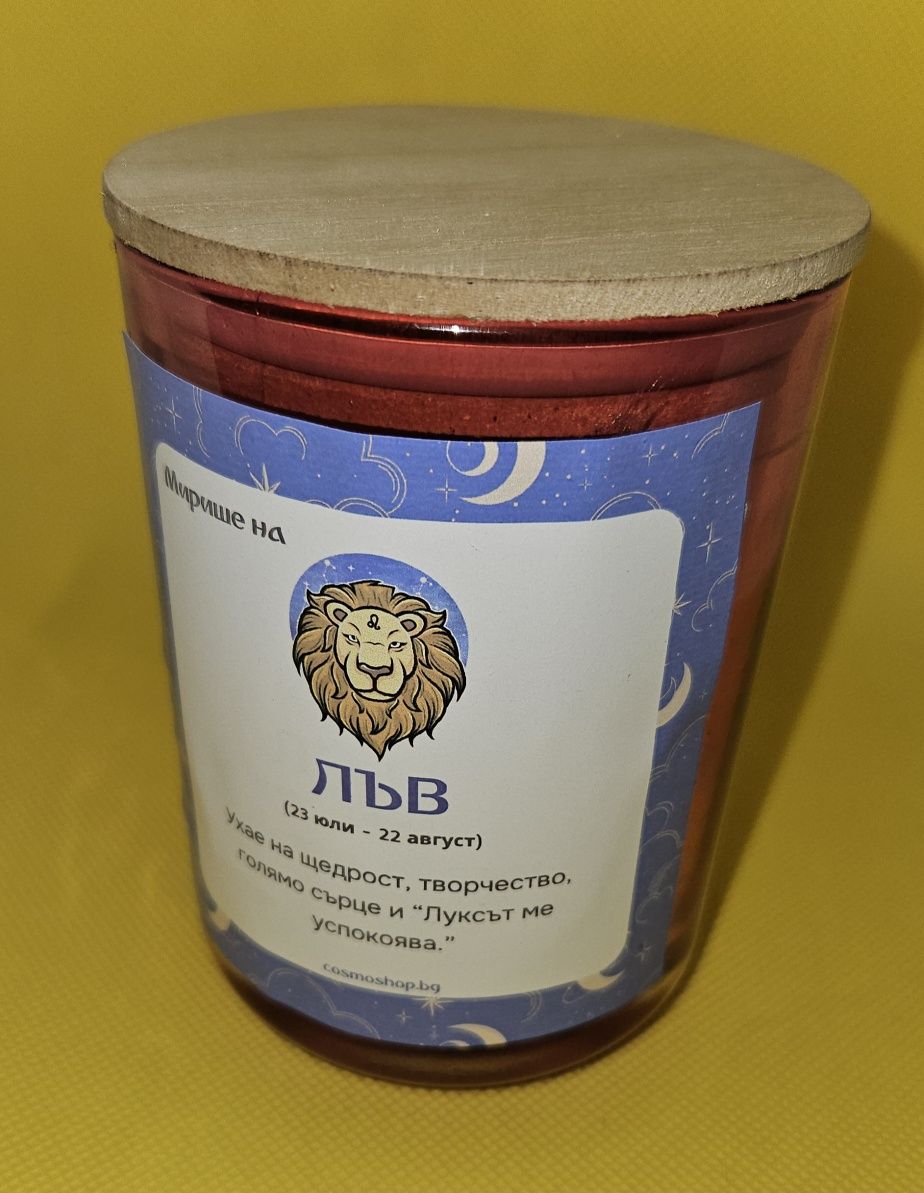 Мирише на
ЛЪВ
(23 юли - 22 август)
Ухае на щедрост, творчество,
голямо сърце и “Луксът ме
успокоява.”
cosmoshop.bg